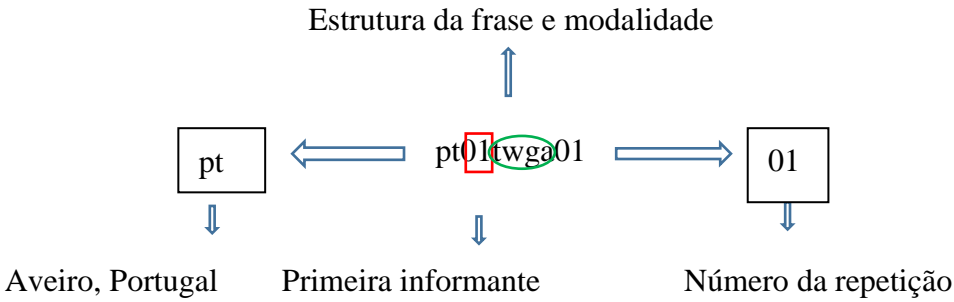 Estrutura da frase e modalidade
pt
pt01twga01
01
Aveiro, Portugal
Primeira informante
Número da repetição